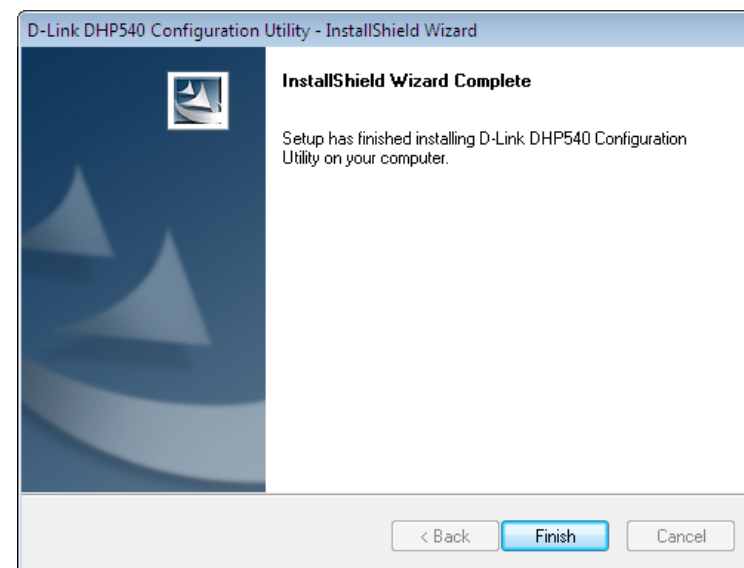 D-Link DHP540 Configuration Utility - InstallShield Wizard
InstallShield Wizard Complete
Setup has finished installing D-Link DHP540 Configuration
Utility on your computer.
< Back
Finish
Cancel